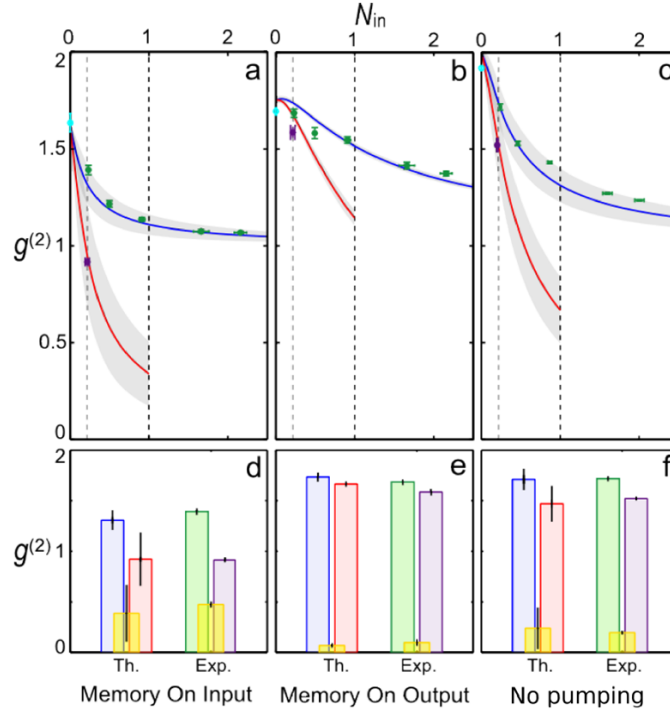 N_in
0 1 2 0 1 2 0 1 2
2 a b c
1.5
g^(2) 1
0.5
0
2 d e f
g^(2) 1
0
Th. Exp. Th. Exp. Th. Exp.
Memory On Input Memory On Output No pumping